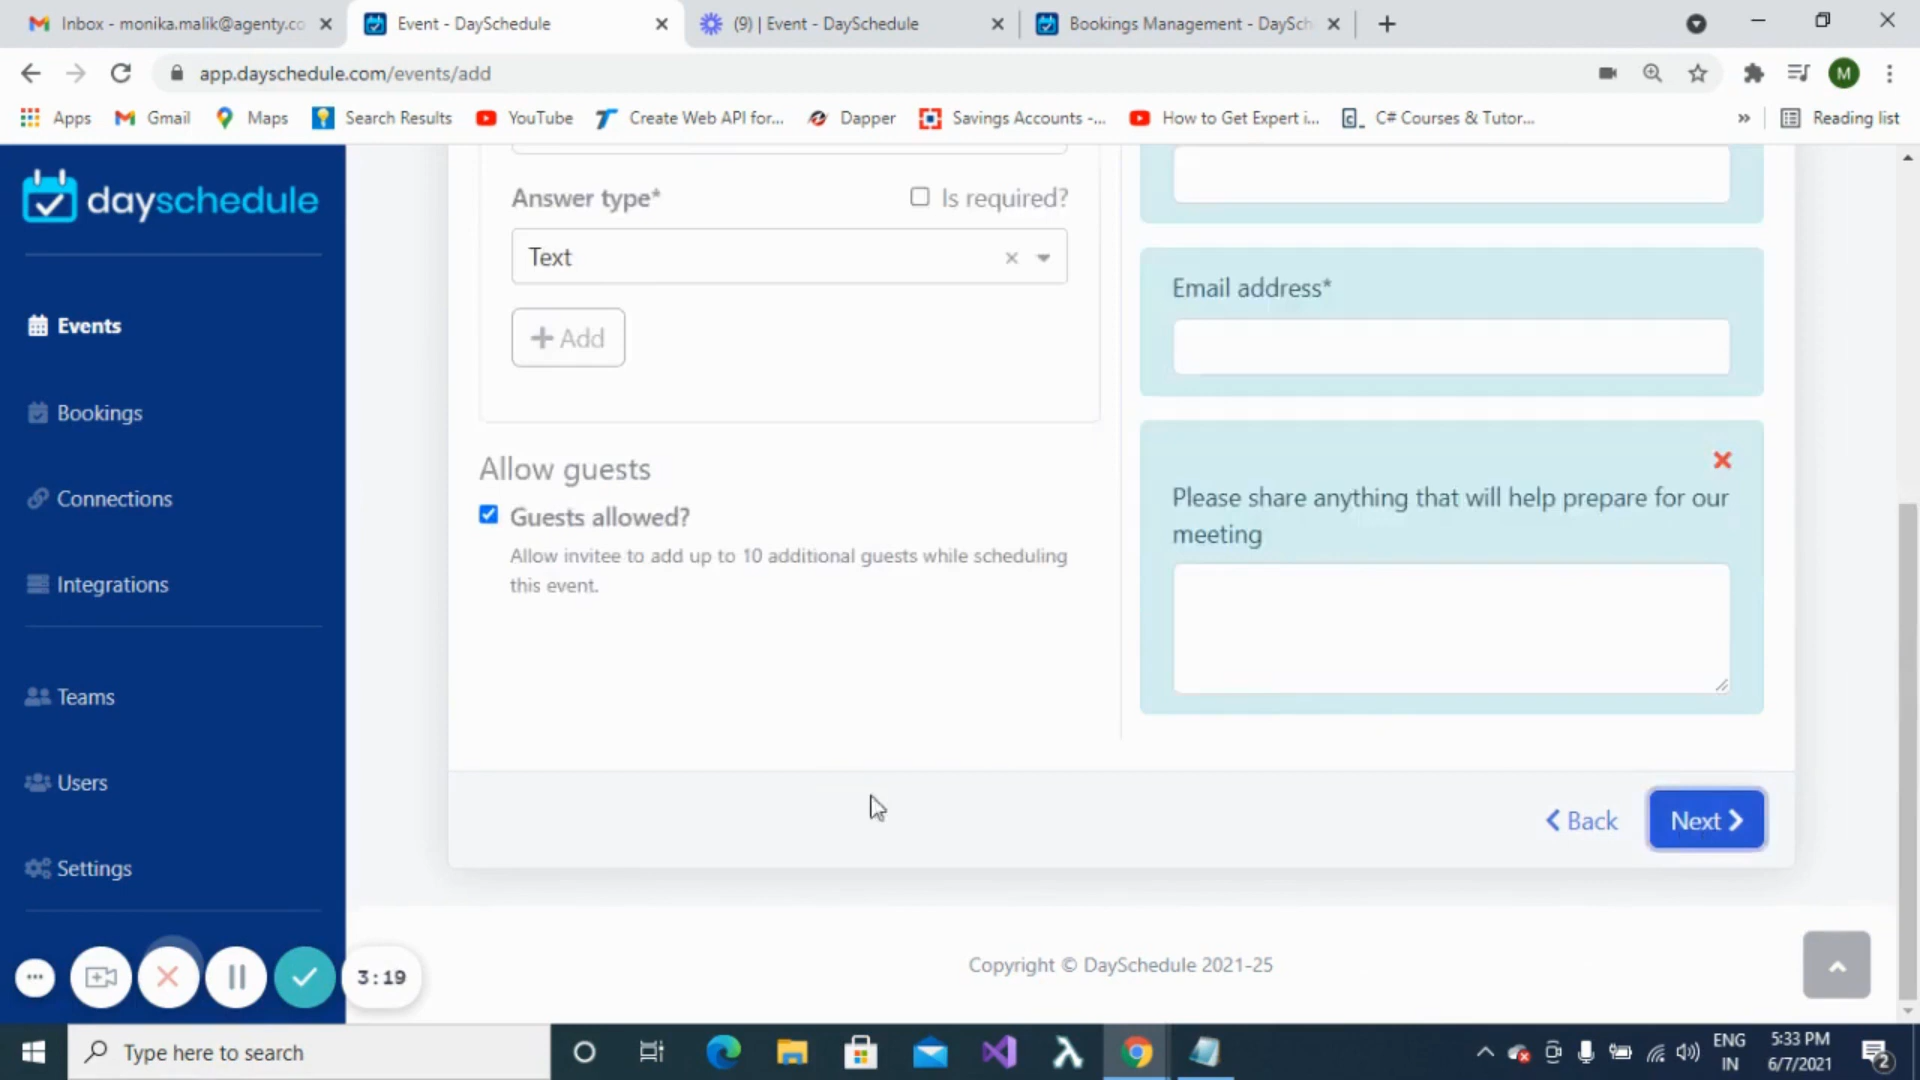 Inbox - monika.malik@agenty.co
Event - DaySchedule
(9) | Event - DaySchedule
Bookings Management - DaySch
app.dayschedule.com/events/add
M
Apps
Gmail
Maps
Search Results
YouTube
Create Web API for...
Dapper
Savings Accounts -...
How to Get Expert i...
C# Courses & Tutor...
»
Reading list
dayschedule
Events
Bookings
Connections
Integrations
Teams
Users
Settings
Answer type*
Is required?
Text
+ Add
Allow guests
Guests allowed?
Allow invitee to add up to 10 additional guests while scheduling
this event.
Email address*
Please share anything that will help prepare for our
meeting
Back
Next
Copyright © DaySchedule 2021-25
3:19
Type here to search
ENG
IN
5:33 PM
6/7/2021
2